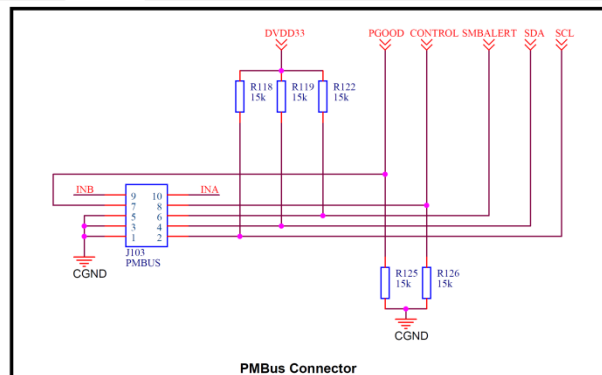 DVDD33 PGOOD CONTROL SMBALERT SDA SCL
R118 R119 R122
15k 15k 15k
INB 9 10 INA
7 8
5 6
3 4
1 2
J103
PMBUS
CGND
R125 R126
15k 15k
CGND
PMBus Connector